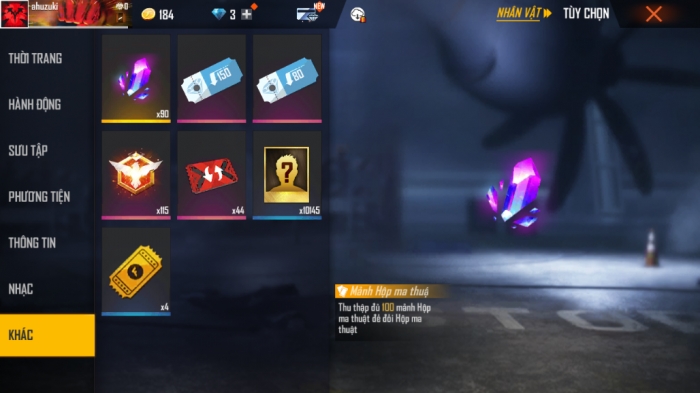 ahuzuki
0
184
3
NEW
NHÂN VẬT
TÙY CHỌN
THỜI TRANG
HÀNH ĐỘNG
SƯU TẬP
PHƯƠNG TIỆN
THÔNG TIN
NHẠC
KHÁC
x90
150
80
x115
x44
?
x10145
x4
Mảnh Hộp ma thuậ
Thu thập đủ 100 mảnh Hộp
ma thuật để đổi Hộp ma
thuật